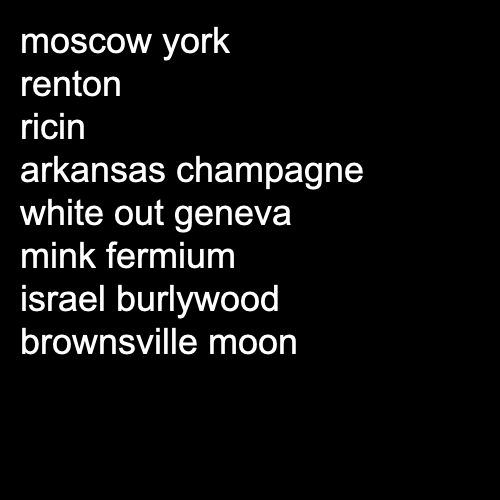 moscow york
renton
ricin
arkansas champagne
white out geneva
mink fermium
israel burlywood
brownsville moon